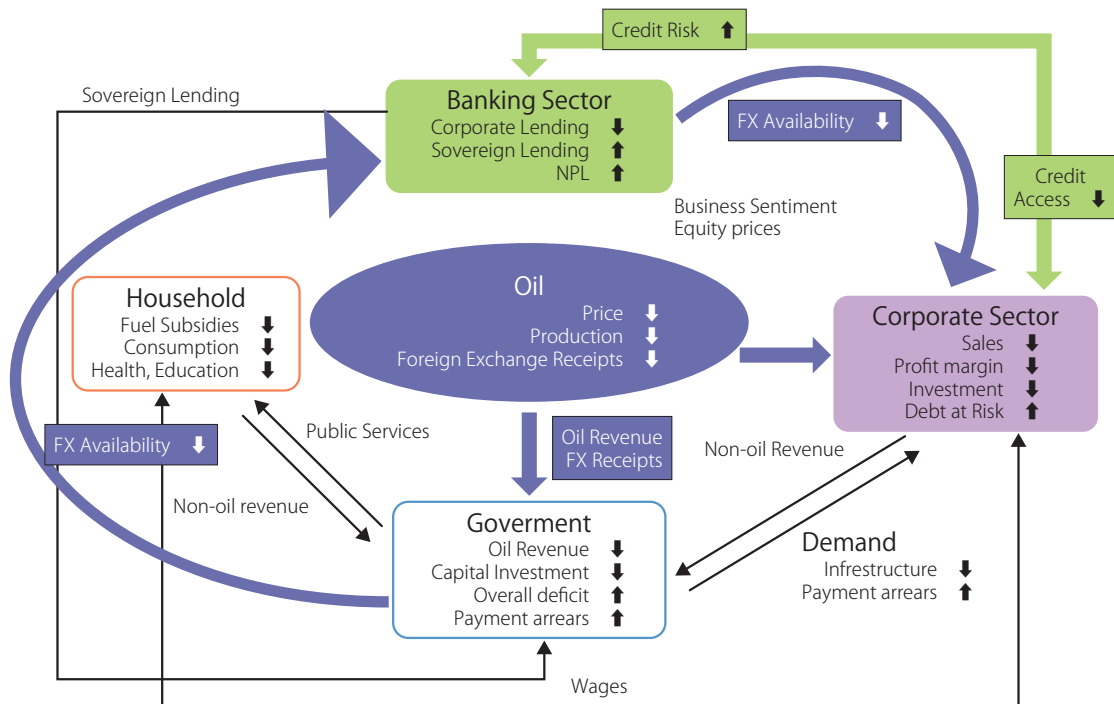 Credit Risk
Sovereign Lending
Banking Sector
Corporate Lending
Sovereign Lending
NPL
FX Availability
Credit
Access
Business Sentiment
Equity prices
Oil
Price
Production
Foreign Exchange Receipts
Household
Fuel Subsidies
Consumption
Health, Education
Corporate Sector
Sales
Profit margin
Investment
Debt at Risk
FX Availability
Public Services
Oil Revenue
FX Receipts
Non-oil Revenue
Non-oil revenue
Goverment
Oil Revenue
Capital Investment
Overall deficit
Payment arrears
Demand
Infrestructure
Payment arrears
Wages